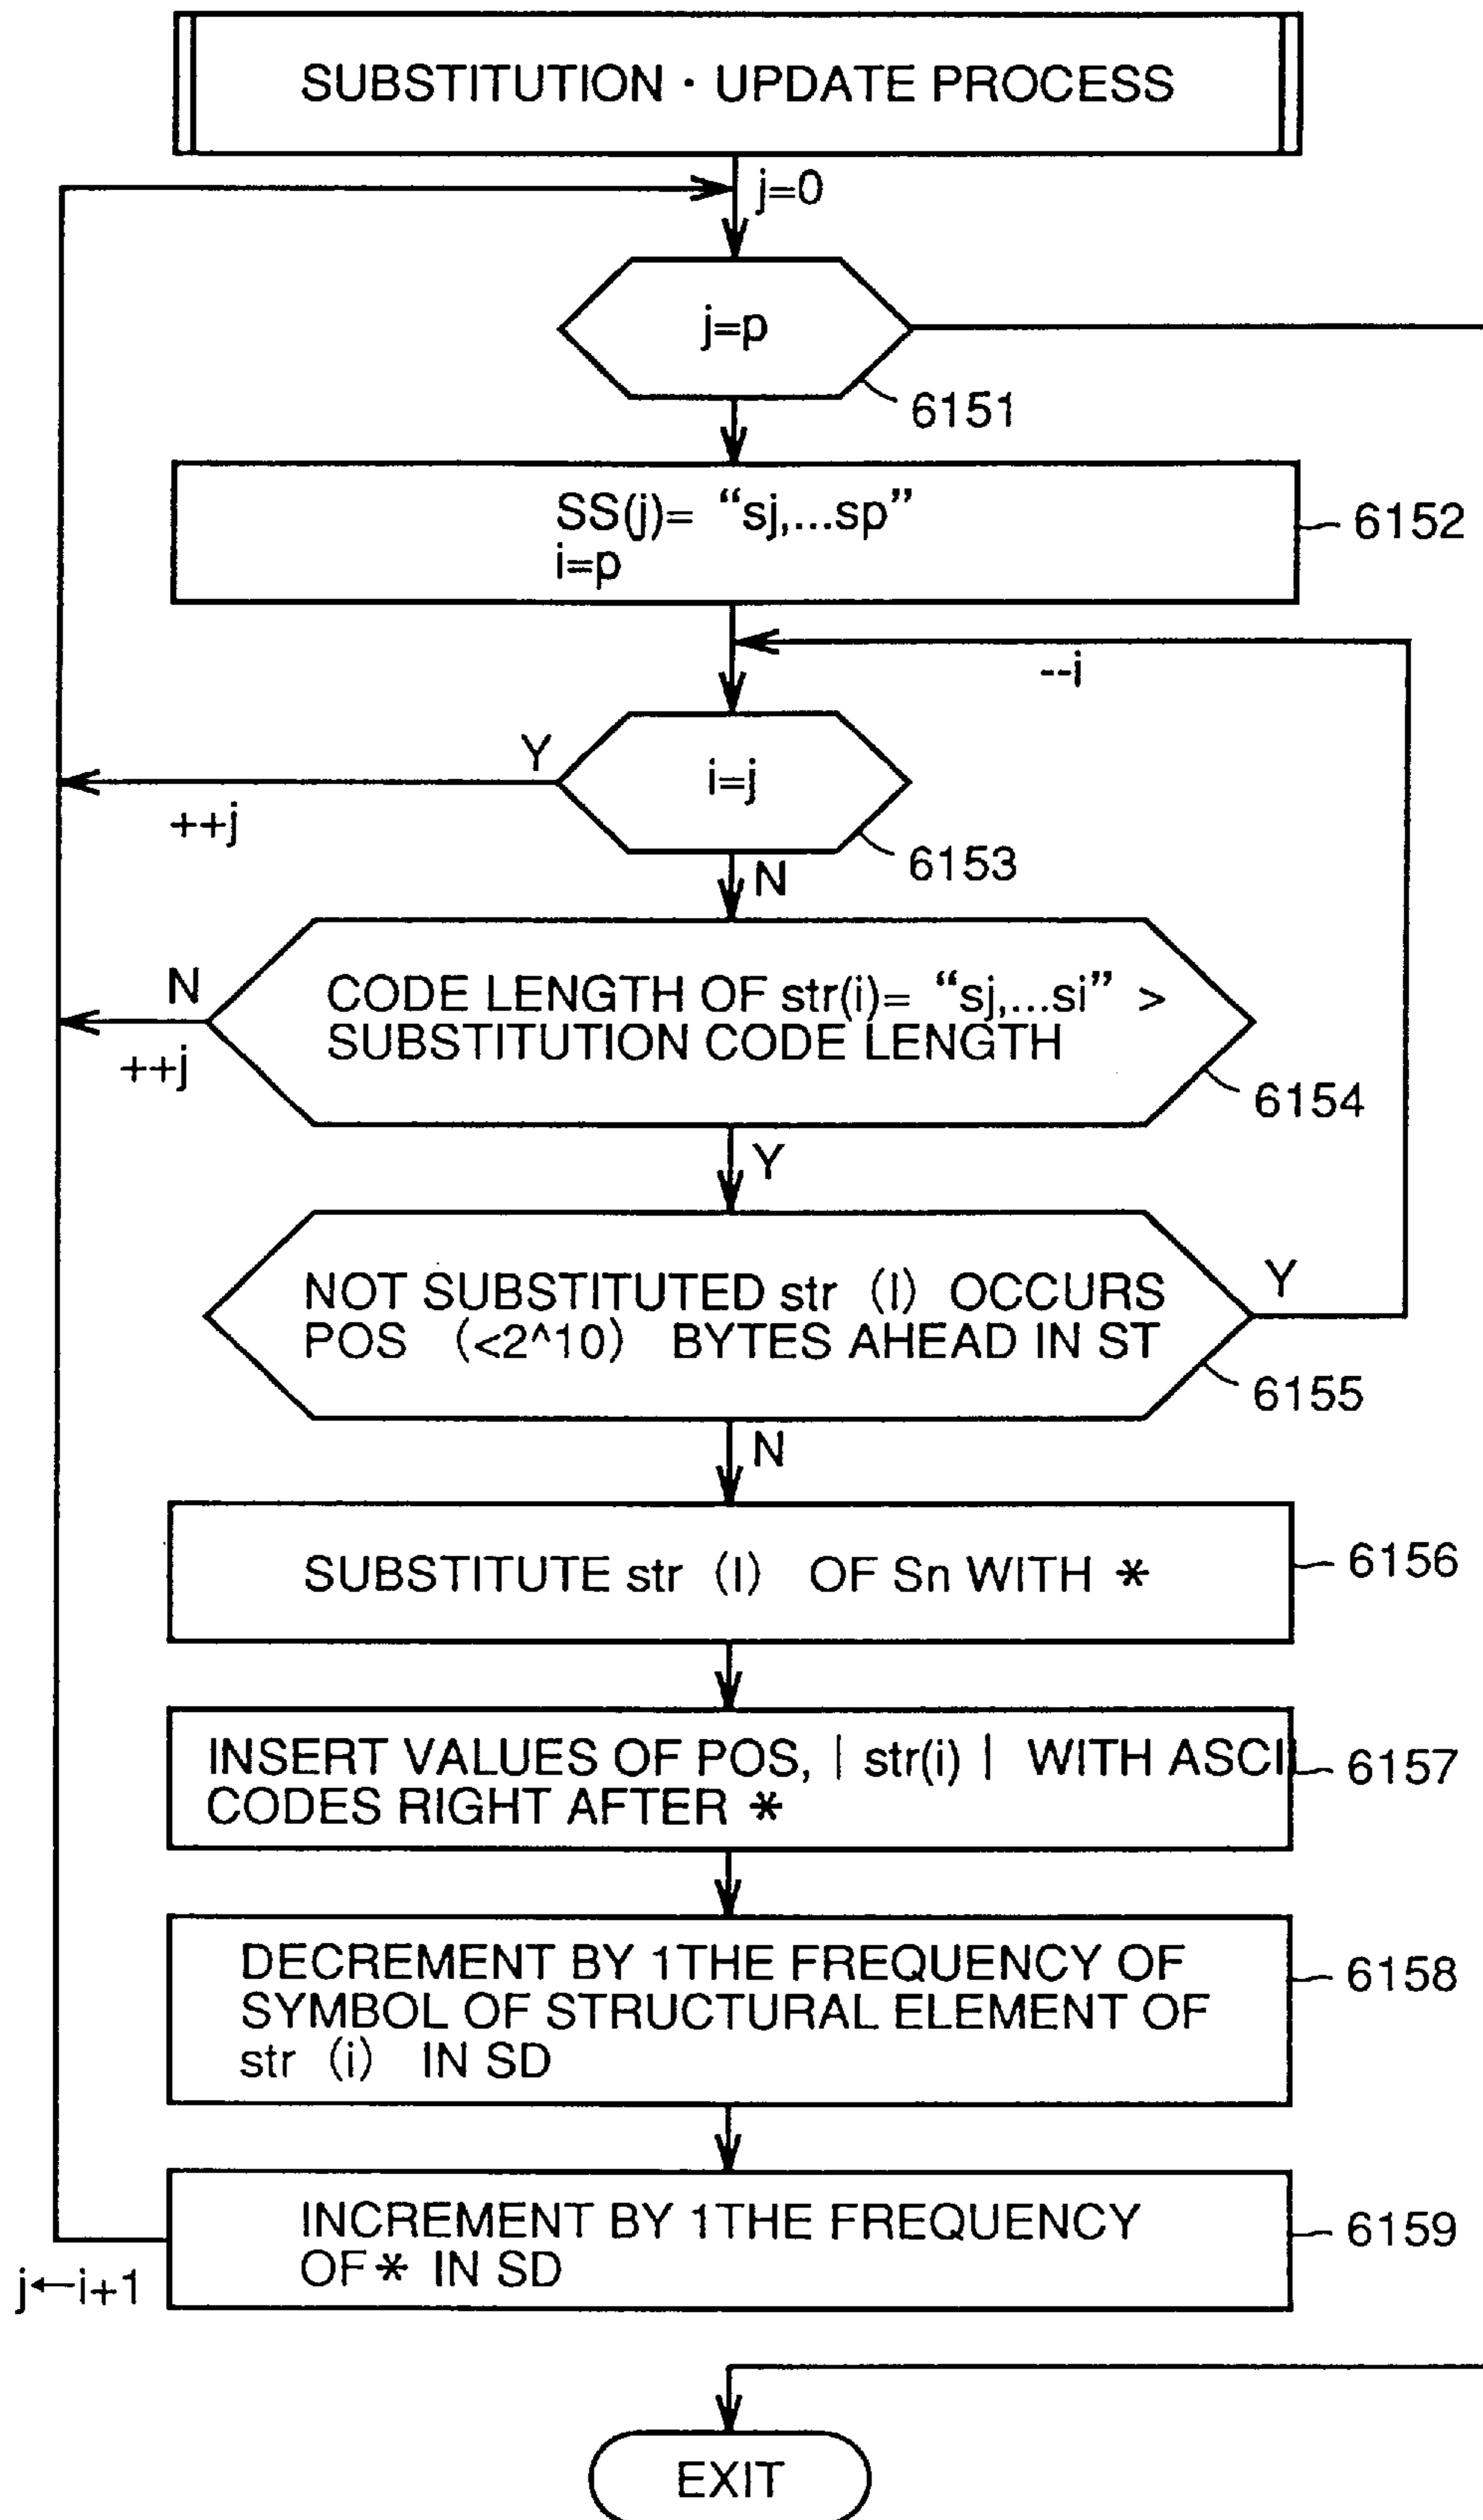 SUBSTITUTION · UPDATE PROCESS
j=0
j=p
6151
SS(j)= “sj,...sp”
i=p
6152
--i
Y
i=j
++j
6153
N
N
CODE LENGTH OF str(i)= “sj,...si” >
SUBSTITUTION CODE LENGTH
++j
6154
Y
NOT SUBSTITUTED str (I) OCCURS
POS (<2^10) BYTES AHEAD IN ST
Y
6155
N
SUBSTITUTE str (I) OF Sn WITH *
6156
INSERT VALUES OF POS, | str(i) | WITH ASCII
CODES RIGHT AFTER *
6157
DECREMENT BY 1THE FREQUENCY OF
SYMBOL OF STRUCTURAL ELEMENT OF
str (i) IN SD
6158
INCREMENT BY 1THE FREQUENCY
OF* IN SD
6159
j←i+1
EXIT